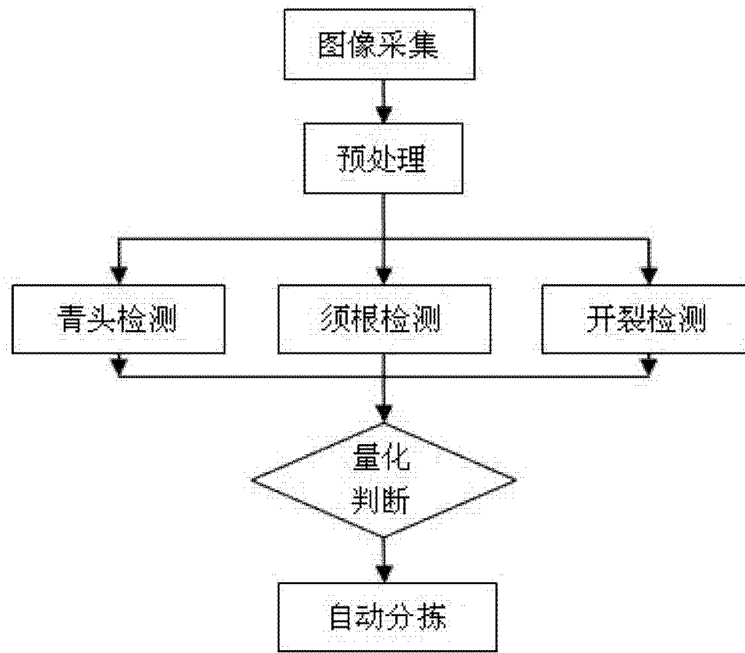 图像采集
预处理
青头检测
须根检测
开裂检测
量化
判断
自动分拣